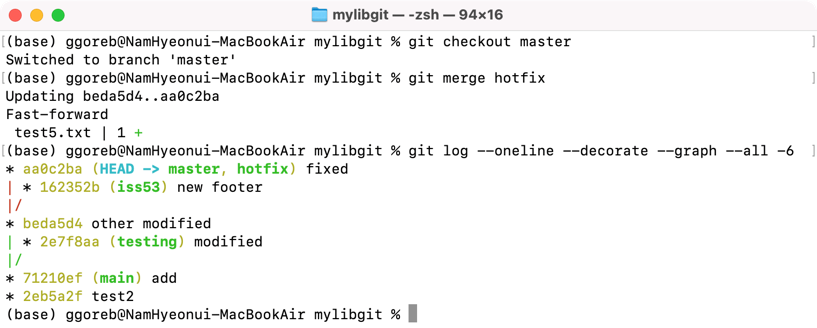 mylibgit — -zsh — 94×16
[(base) ggoreb@NamHyeonui-MacBookAir mylibgit % git checkout master ]
Switched to branch 'master'
[(base) ggoreb@NamHyeonui-MacBookAir mylibgit % git merge hotfix ]
Updating beda5d4..aa0c2ba
Fast-forward
 test5.txt | 1 +
[(base) ggoreb@NamHyeonui-MacBookAir mylibgit % git log --oneline --decorate --graph --all -6 ]
* aa0c2ba (HEAD -> master, hotfix) fixed
| * 162352b (iss53) new footer
|/
* beda5d4 other modified
| * 2e7f8aa (testing) modified
|/
* 71210ef (main) add
* 2eb5a2f test2
(base) ggoreb@NamHyeonui-MacBookAir mylibgit %